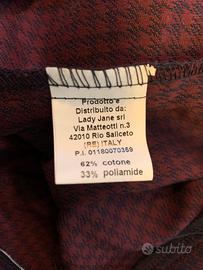 Prodotto e
Distribuito da:
Lady Jane srl
Via Matteotti n.3
42010 Rio Saliceto
(RE) ITALY
P.I. 01180070359
62% cotone
33% poliamide
subito